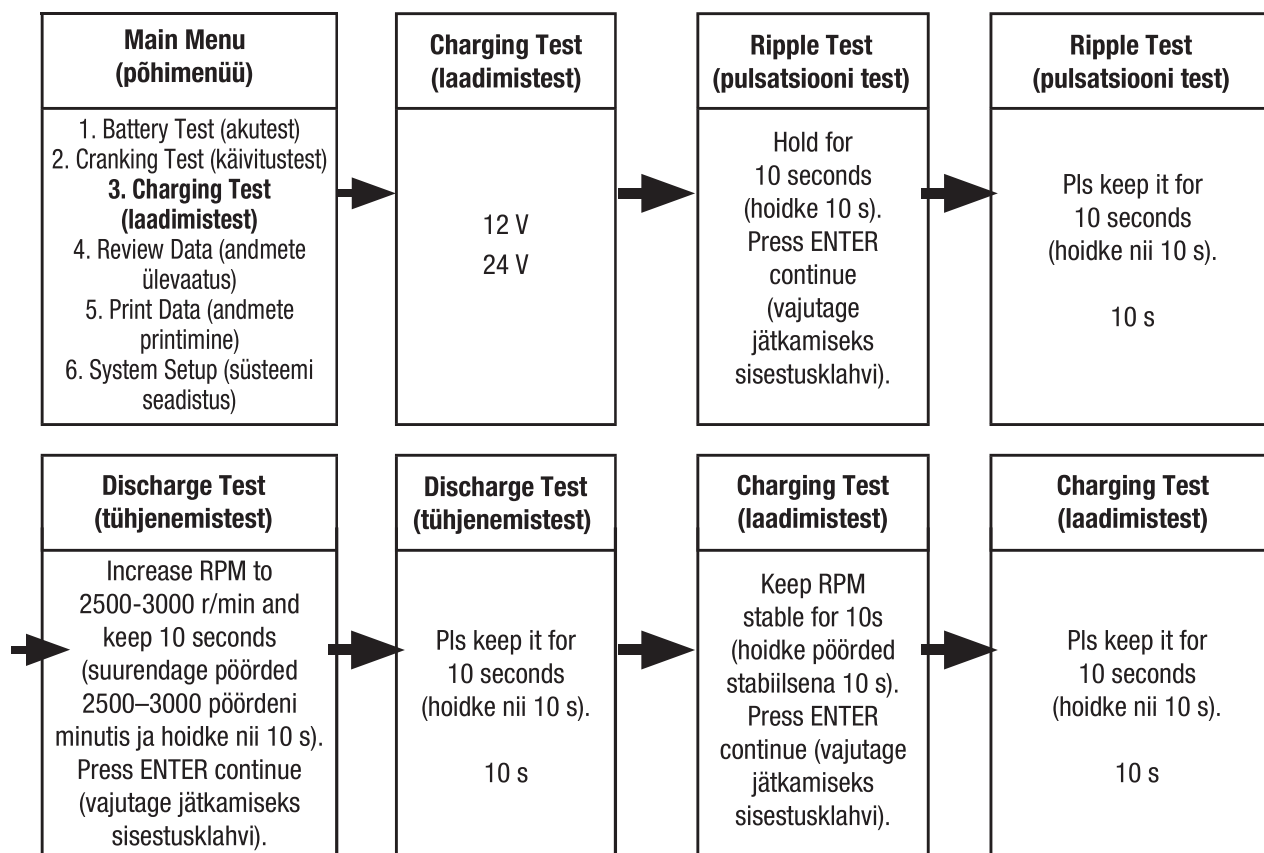 Main Menu
(põhimenüü)
1. Battery Test (akutest)
2. Cranking Test (käivitustest)
3. Charging Test
(laadimistest)
4. Review Data (andmete
ülevaatus)
5. Print Data (andmete
printimine)
6. System Setup (süsteemi
seadistus)
Charging Test
(laadimistest)
12 V
24 V
Ripple Test
(pulsatsiooni test)
Hold for
10 seconds
(hoidke 10 s).
Press ENTER
continue
(vajutage
jätkamiseks
sisestusklahvi).
Ripple Test
(pulsatsiooni test)
Pls keep it for
10 seconds
(hoidke nii 10 s).
10 s
Discharge Test
(tühjenemistest)
Increase RPM to
2500-3000 r/min and
keep 10 seconds
(suurendage pöörded
2500–3000 pöördeni
minutis ja hoidke nii 10 s).
Press ENTER continue
(vajutage jätkamiseks
sisestusklahvi).
Discharge Test
(tühjenemistest)
Pls keep it for
10 seconds
(hoidke nii 10 s).
10 s
Charging Test
(laadimistest)
Keep RPM
stable for 10s
(hoidke pöörded
stabiilsena 10 s).
Press ENTER
continue (vajutage
jätkamiseks
sisestusklahvi).
Charging Test
(laadimistest)
Pls keep it for
10 seconds
(hoidke nii 10 s).
10 s